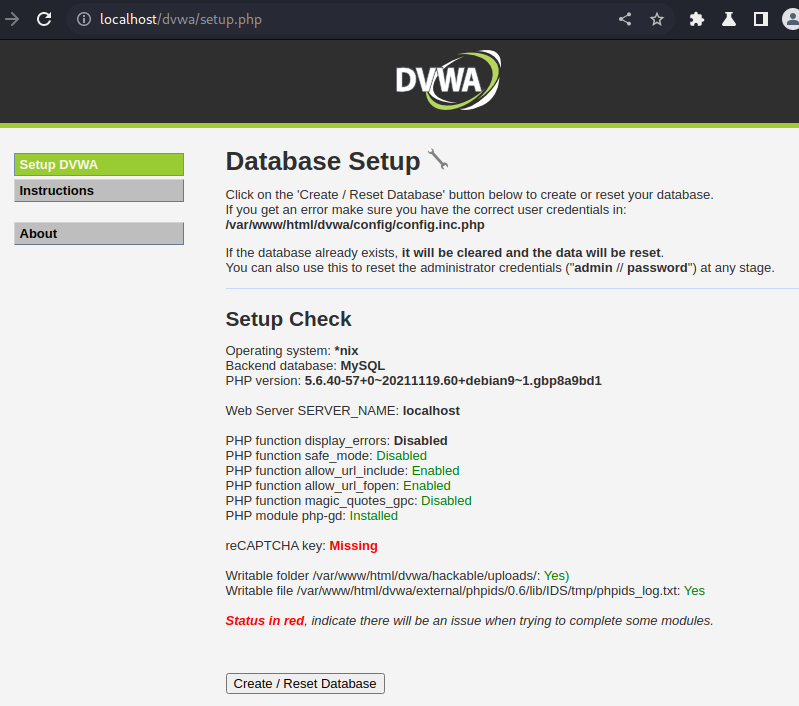 localhost/dvwa/setup.php
DVWA
Setup DVWA
Instructions
About
Database Setup
Click on the 'Create / Reset Database' button below to create or reset your database.
If you get an error make sure you have the correct user credentials in:
/var/www/html/dvwa/config/config.inc.php
If the database already exists, it will be cleared and the data will be reset.
You can also use this to reset the administrator credentials ("admin // password") at any stage.
Setup Check
Operating system: *nix
Backend database: MySQL
PHP version: 5.6.40-57+0~20211119.60+debian9~1.gbp8a9bd1
Web Server SERVER_NAME: localhost
PHP function display_errors: Disabled
PHP function safe_mode: Disabled
PHP function allow_url_include: Enabled
PHP function allow_url_fopen: Enabled
PHP function magic_quotes_gpc: Disabled
PHP module php-gd: Installed
reCAPTCHA key: Missing
Writable folder /var/www/html/dvwa/hackable/uploads/: Yes)
Writable file /var/www/html/dvwa/external/phpids/0.6/lib/IDS/tmp/phpids_log.txt: Yes
Status in red, indicate there will be an issue when trying to complete some modules.
Create / Reset Database